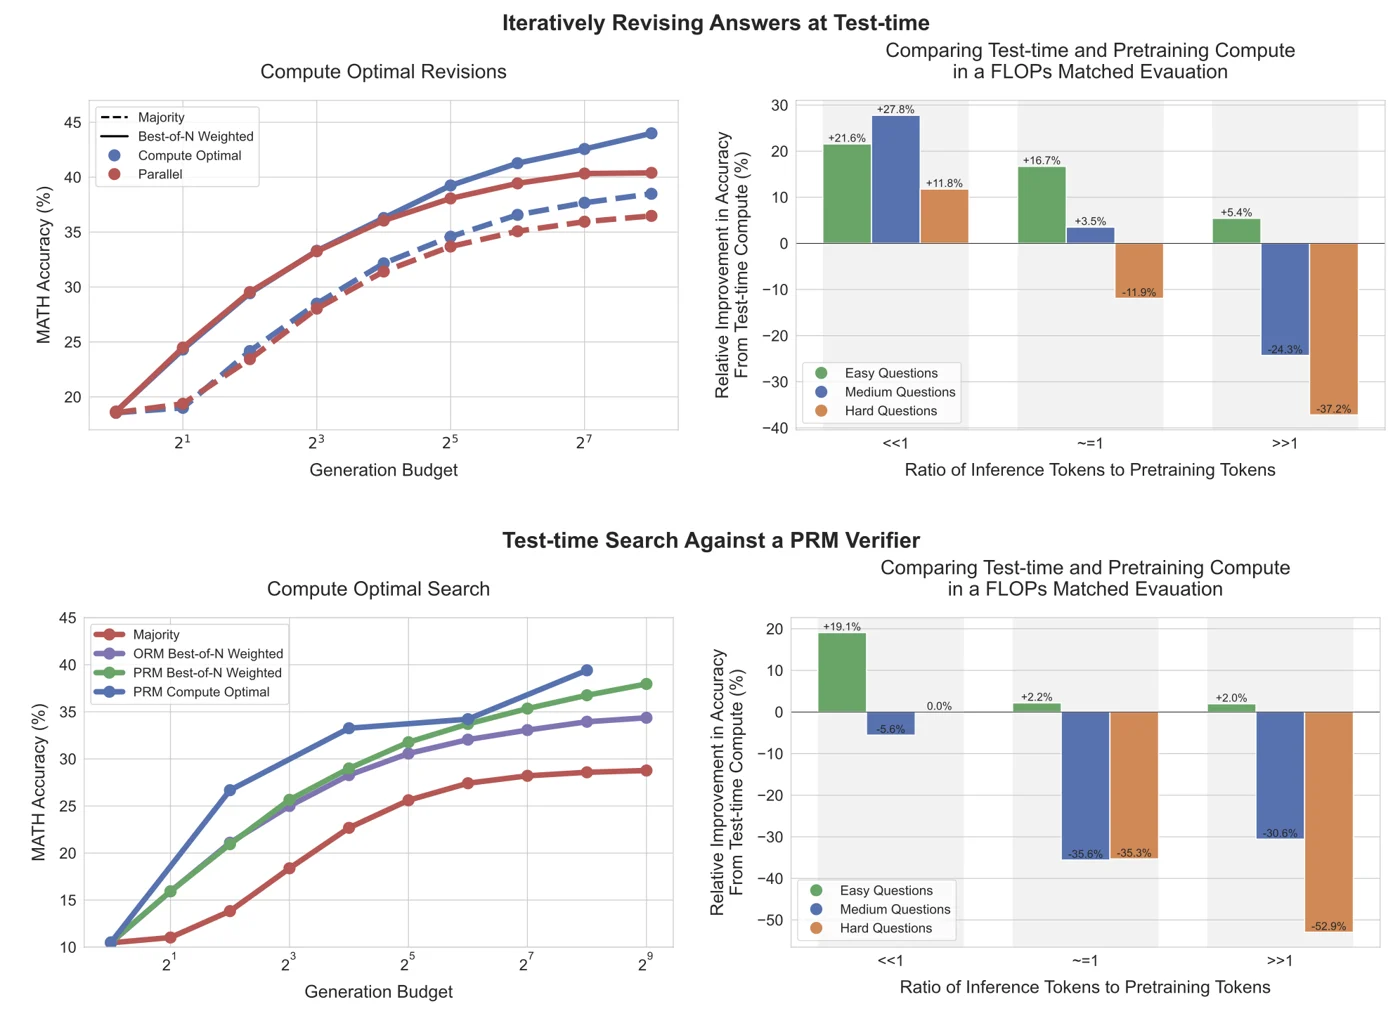 Iteratively Revising Answers at Test-time
Compute Optimal Revisions
MATH Accuracy (%)
45
40
35
30
25
20
Majority
Best-of-N Weighted
Compute Optimal
Parallel
2^1
2^3
2^5
2^7
Generation Budget
Comparing Test-time and Pretraining Compute
in a FLOPs Matched Evauation
Relative Improvement in Accuracy
From Test-time Compute (%)
30
20
10
0
−10
−20
−30
−40
+21.6%
+27.8%
+11.8%
+16.7%
+3.5%
-11.9%
+5.4%
-24.3%
-37.2%
Easy Questions
Medium Questions
Hard Questions
<<1
~=1
>>1
Ratio of Inference Tokens to Pretraining Tokens
Test-time Search Against a PRM Verifier
Compute Optimal Search
MATH Accuracy (%)
45
40
35
30
25
20
15
10
Majority
ORM Best-of-N Weighted
PRM Best-of-N Weighted
PRM Compute Optimal
2^1
2^3
2^5
2^7
2^9
Generation Budget
Comparing Test-time and Pretraining Compute
in a FLOPs Matched Evauation
Relative Improvement in Accuracy
From Test-time Compute (%)
20
10
0
−10
−20
−30
−40
−50
+19.1%
-5.6%
0.0%
+2.2%
-35.6%
-35.3%
+2.0%
-30.6%
-52.9%
Easy Questions
Medium Questions
Hard Questions
<<1
~=1
>>1
Ratio of Inference Tokens to Pretraining Tokens